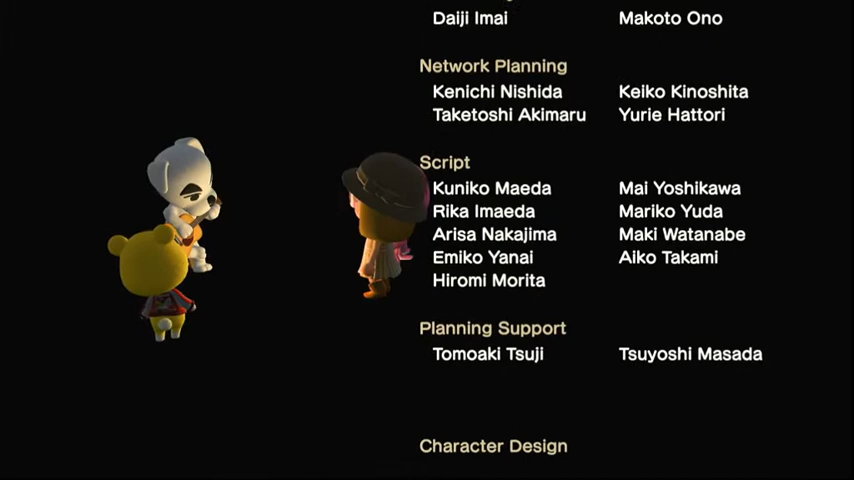 Daiji Imai Makoto Ono
Network Planning
Kenichi Nishida Keiko Kinoshita
Taketoshi Akimaru Yurie Hattori
Script
Kuniko Maeda Mai Yoshikawa
Rika Imaeda Mariko Yuda
Arisa Nakajima Maki Watanabe
Emiko Yanai Aiko Takami
Hiromi Morita
Planning Support
Tomoaki Tsuji Tsuyoshi Masada
Character Design